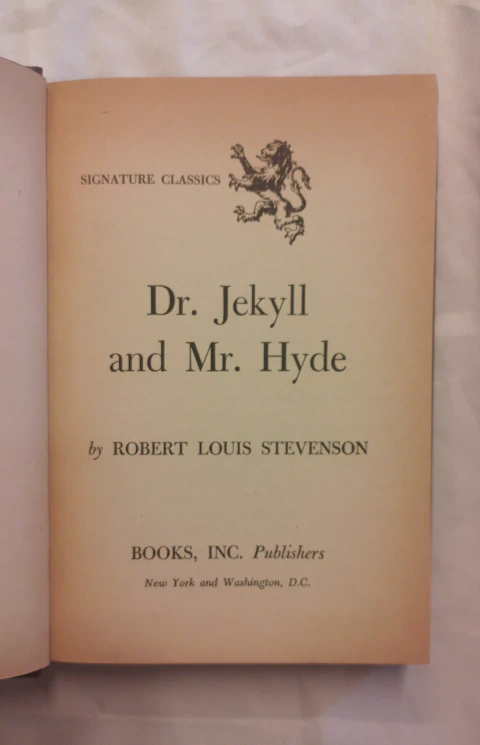 SIGNATURE CLASSICS
Dr. Jekyll
and Mr. Hyde
by ROBERT LOUIS STEVENSON
BOOKS, INC. Publishers
New York and Washington, D.C.